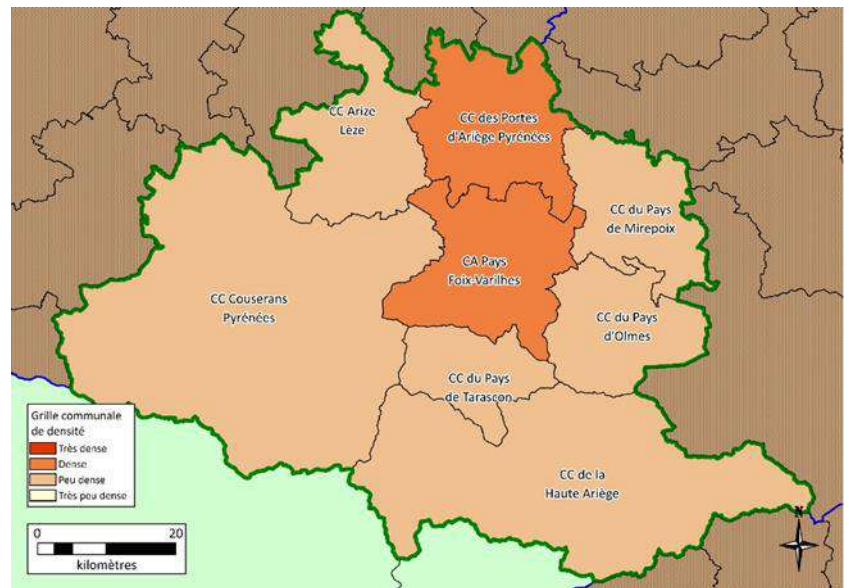 CC Arize
Lèze
CC des Portes
d'Ariège Pyrénées
CC du Pays
de Mirepoix
CA Pays
Foix-Varilhes
CC Couserans
Pyrénées
CC du Pays
d'Olmes
CC du Pays
de Tarascon
CC de la
Haute Ariège
Grille communale
de densité
Très dense
Dense
Peu dense
Très peu dense
0
20
kilomètres
N